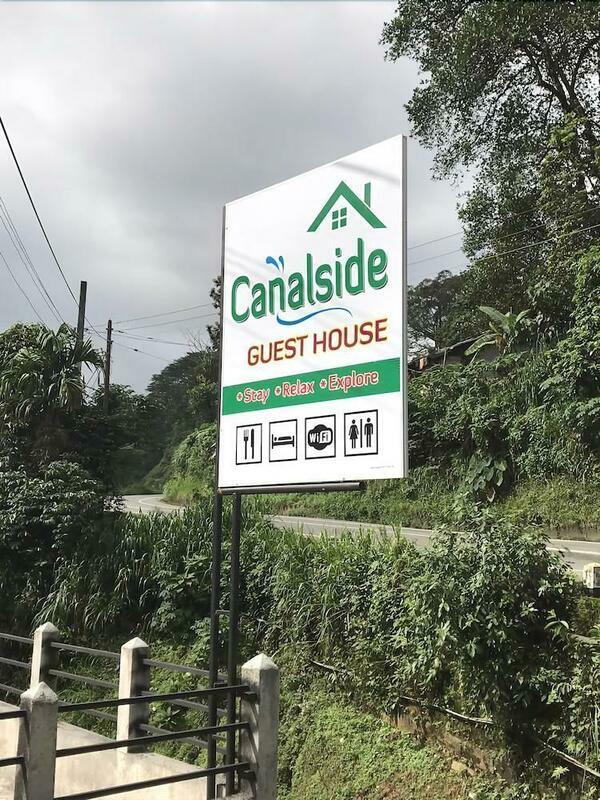 Canalside
GUEST HOUSE
• Stay • Relax • Explore
WiFi